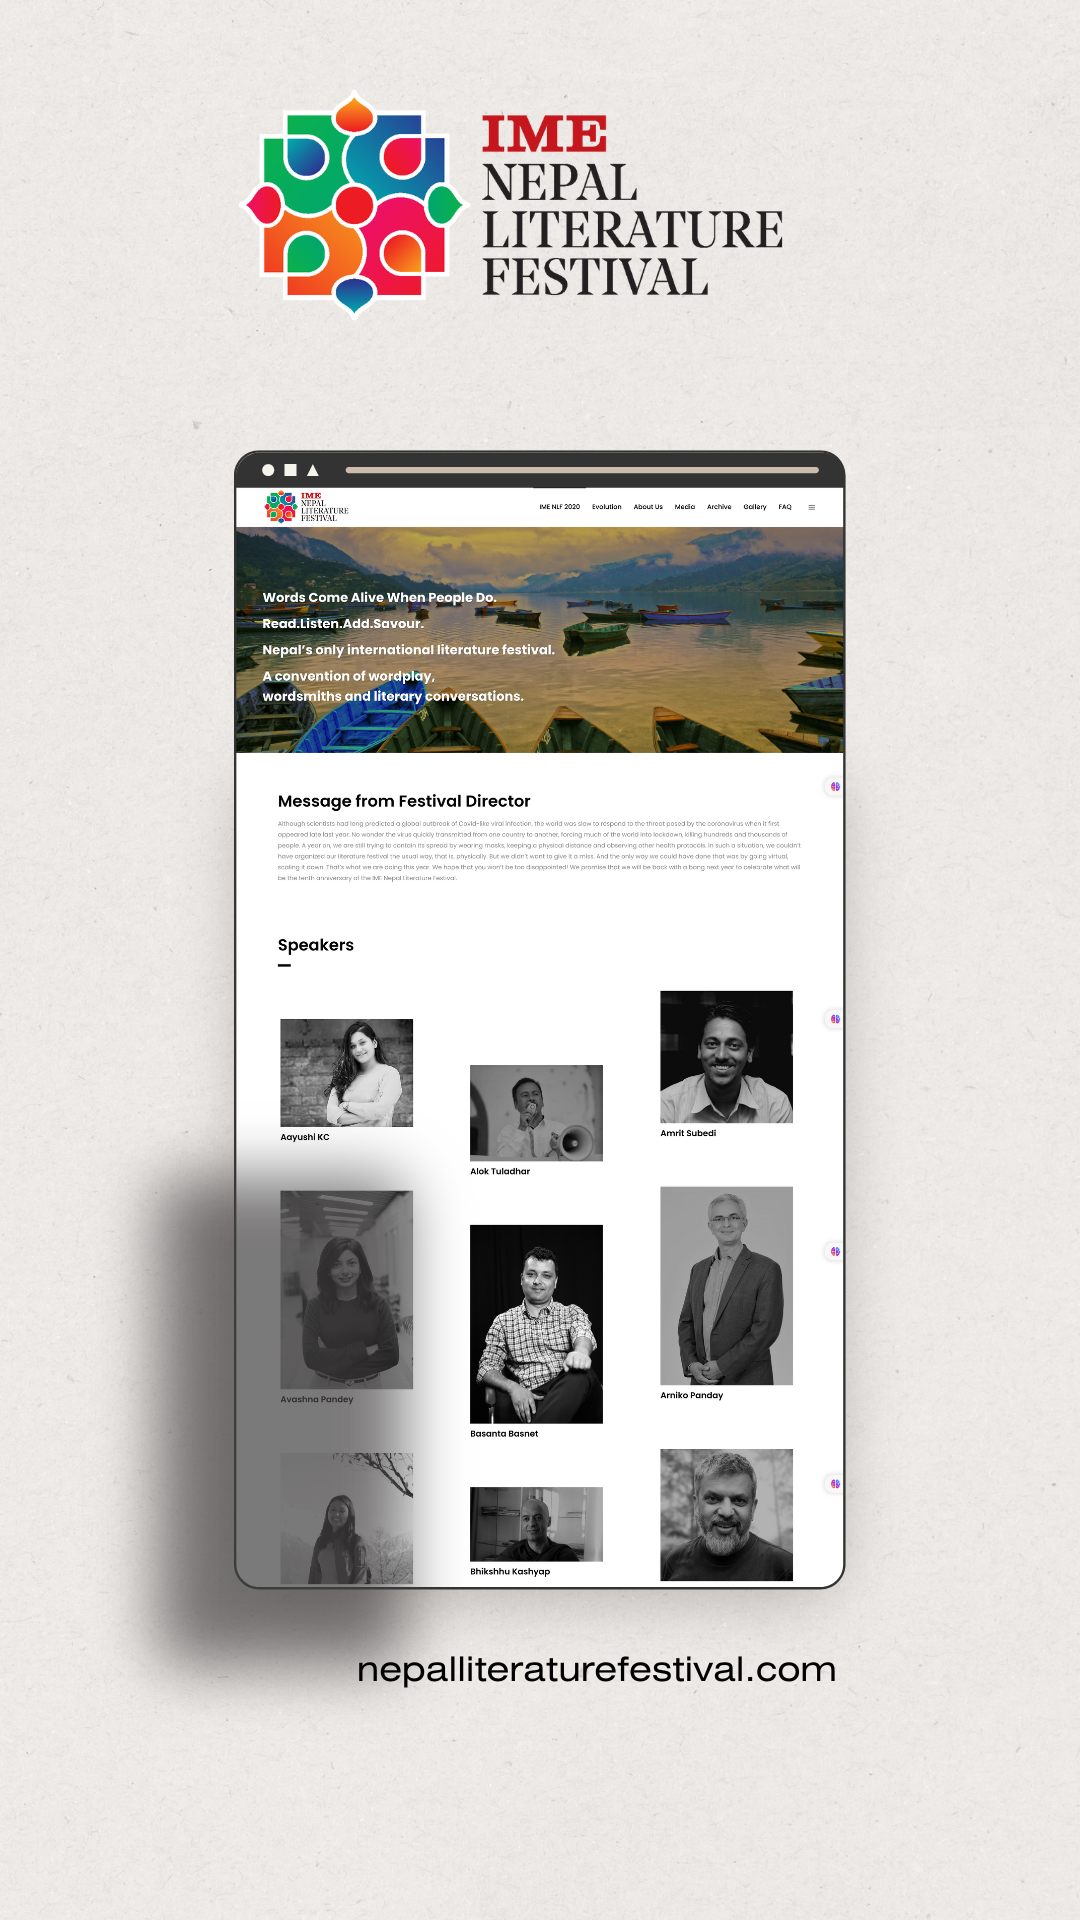 IME
NEPAL
LITERATURE
FESTIVAL
IME
NEPAL
LITERATURE
FESTIVAL
IME NLF 2020 Evolution About Us Media Archive Gallery FAQ
Words Come Alive When People Do.
Read.Listen.Add.Savour.
Nepal's only international literature festival.
A convention of wordplay,
wordsmiths and literary conversations.
Message from Festival Director
Although scientists had long predicted a global outbreak of Covid-like viral infection, the world was slow to respond to the threat posed by the coronavirus when it first
appeared late last year. No wonder the virus quickly transmitted from one country to another, forcing much of the world into lockdown, killing hundreds and thousands of
people. A year on, we are still trying to contain its spread by wearing masks, keeping a physical distance and observing other health protocols. In such a situation, we couldn't
have organized our literature festival the usual way, that is, physically. But we didn't want to give it a miss. And the only way we could have done that was by going virtual,
scaling it down. That's what we are doing this year. We hope that you won't be too disappointed! We promise that we will be back with a bang next year to celebrate what will
be the tenth anniversary of the IME Nepal Literature Festival.
Speakers
Aayushi KC
Alok Tuladhar
Amrit Subedi
Avashna Pandey
Basanta Basnet
Arniko Panday
Bhikshhu Kashyap
nepalliteraturefestival.com